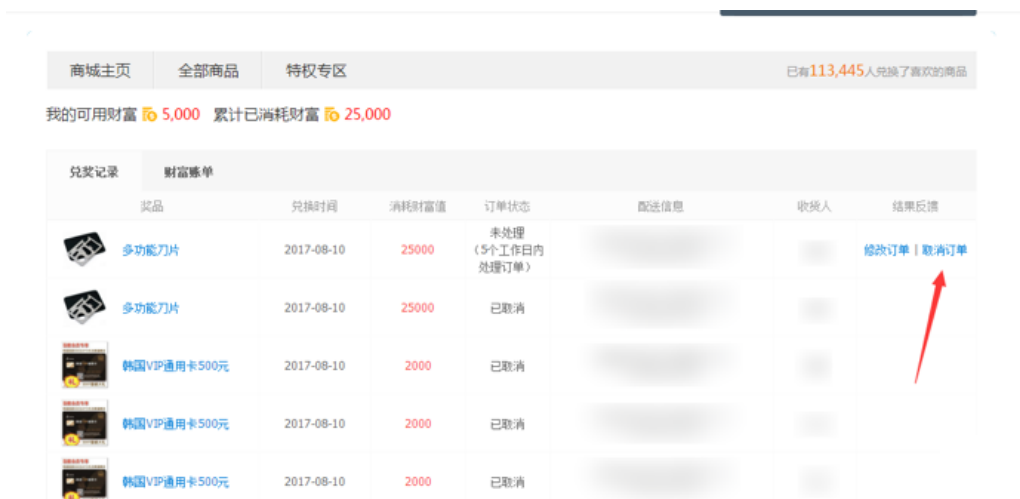 商城主页 全部商品 特权专区 已有113,445人兑换了喜欢的商品
我的可用财富 5,000 累计已消耗财富 25,000
兑奖记录 财富账单
奖品 兑换时间 消耗财富值 订单状态 配送信息 收货人 结果反馈
多功能刀片 2017-08-10 25000 未处理
(5个工作日内
处理订单) 修改订单 | 取消订单
多功能刀片 2017-08-10 25000 已取消
韩国VIP通用卡500元 2017-08-10 2000 已取消
韩国VIP通用卡500元 2017-08-10 2000 已取消
韩国VIP通用卡500元 2017-08-10 2000 已取消